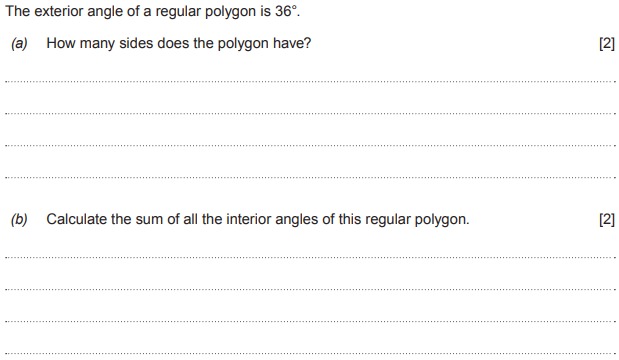 The exterior angle of a regular polygon is 36°.
(a) How many sides does the polygon have? [2]
(b) Calculate the sum of all the interior angles of this regular polygon. [2]